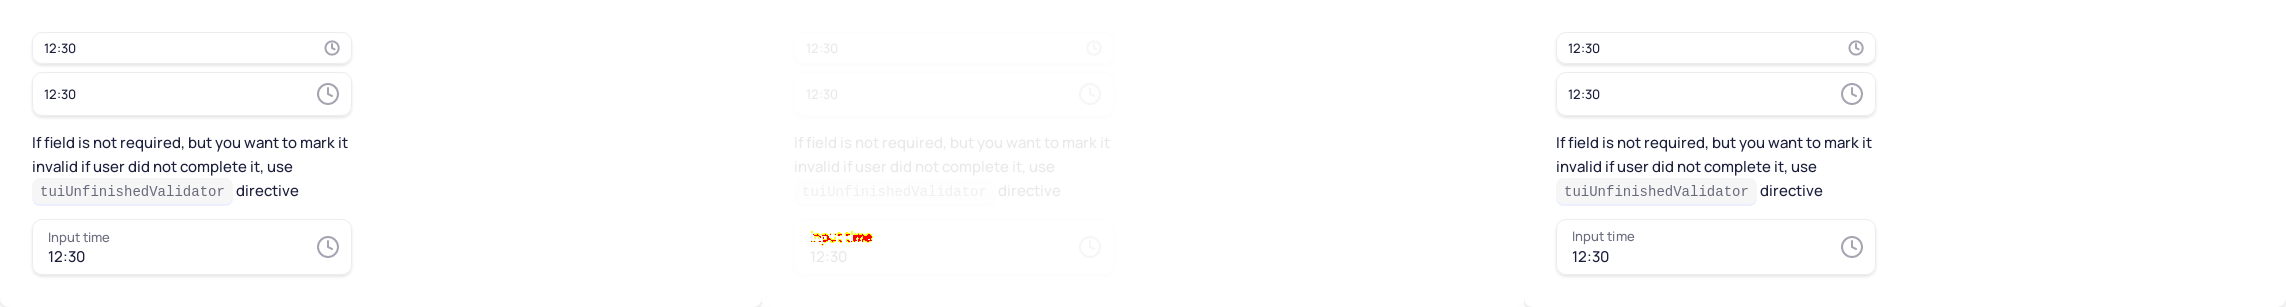 12:30
12:30
If field is not required, but you want to mark it
invalid if user did not complete it, use
tuiUnfinishedValidator directive
Input time
12:30
12:30
12:30
If field is not required, but you want to mark it
invalid if user did not complete it, use
tuiUnfinishedValidator directive
Input time
12:30
12:30
12:30
If field is not required, but you want to mark it
invalid if user did not complete it, use
tuiUnfinishedValidator directive
Input time
12:30